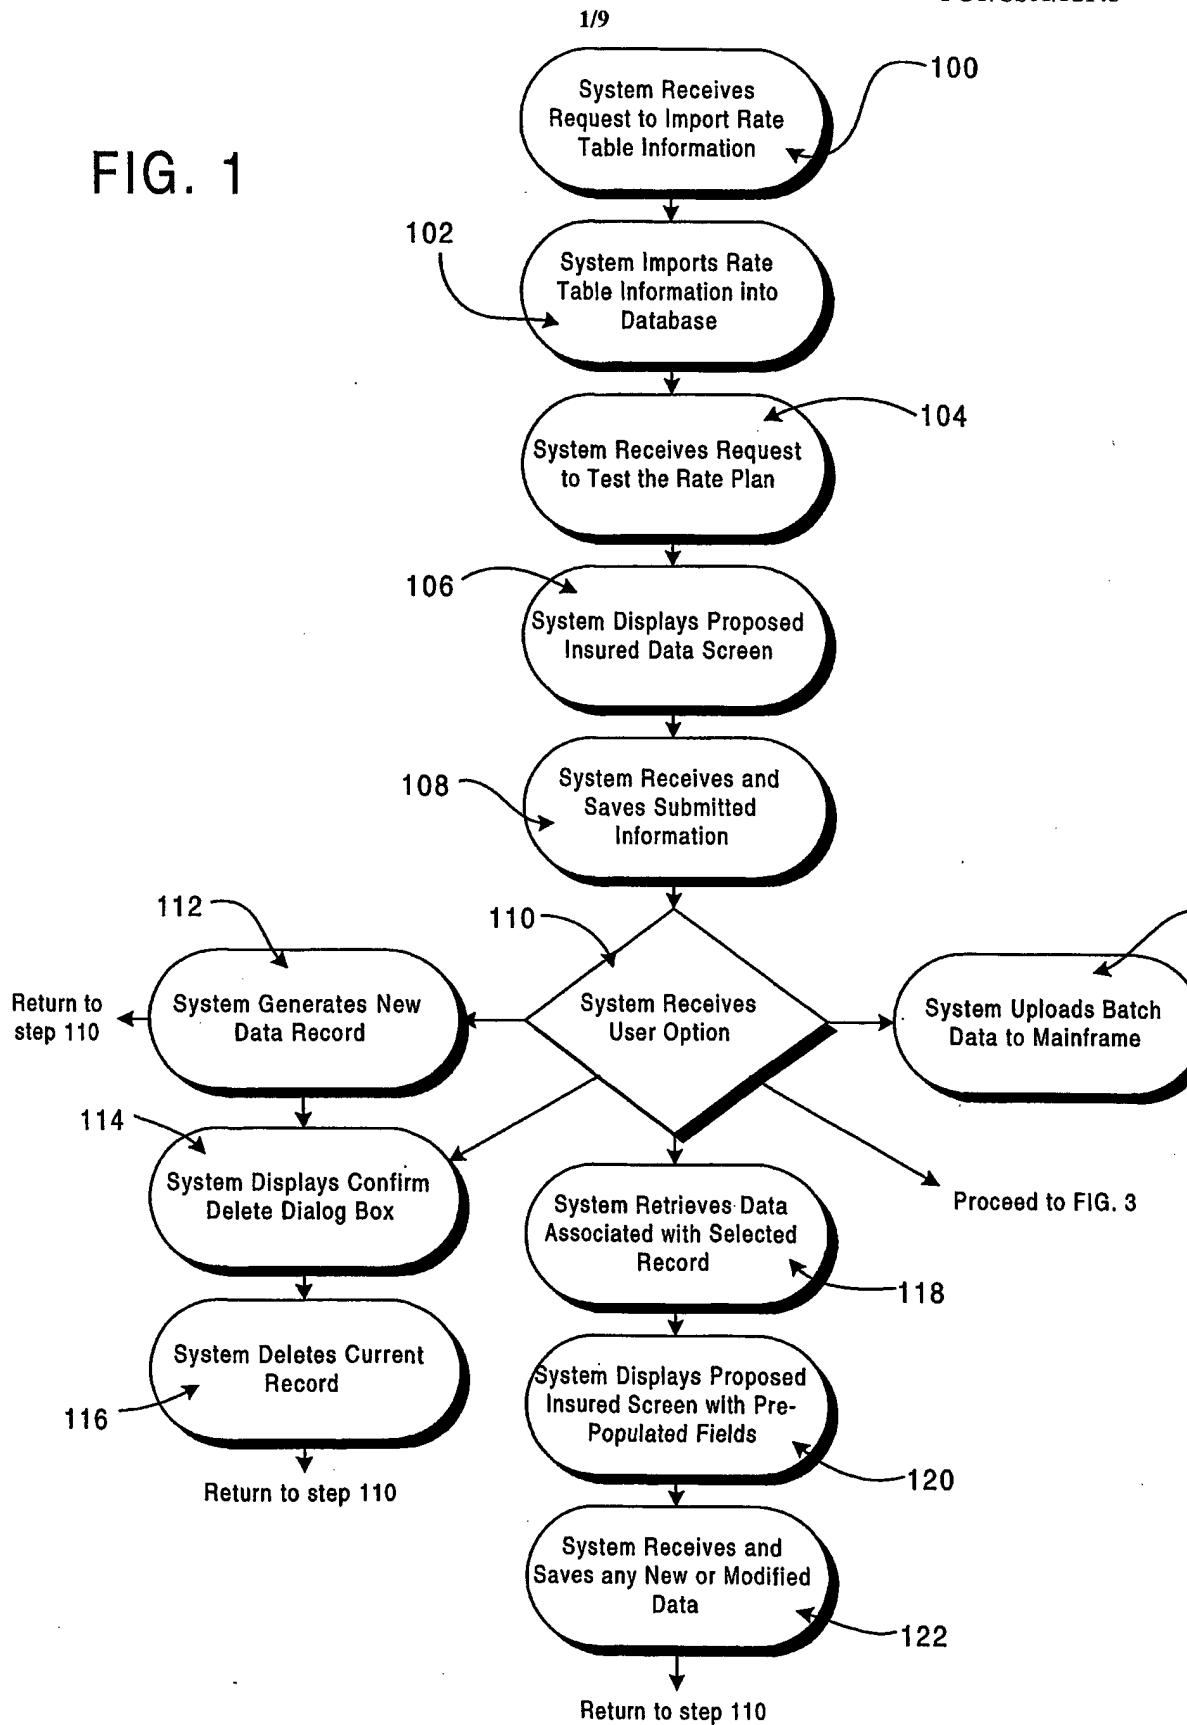 1/9
FIG. 1
100
System Receives
Request to Import Rate
Table Information
102
System Imports Rate
Table Information into
Database
104
System Receives Request
to Test the Rate Plan
106
System Displays Proposed
Insured Data Screen
108
System Receives and
Saves Submitted
Information
110
System Receives
User Option
112
System Generates New
Data Record
Return to
step 110
System Uploads Batch
Data to Mainframe
114
System Displays Confirm
Delete Dialog Box
Proceed to FIG. 3
System Retrieves Data
Associated with Selected
Record
118
System Deletes Current
Record
116
Return to step 110
System Displays Proposed
Insured Screen with Pre-
Populated Fields
120
System Receives and
Saves any New or Modified
Data
122
Return to step 110